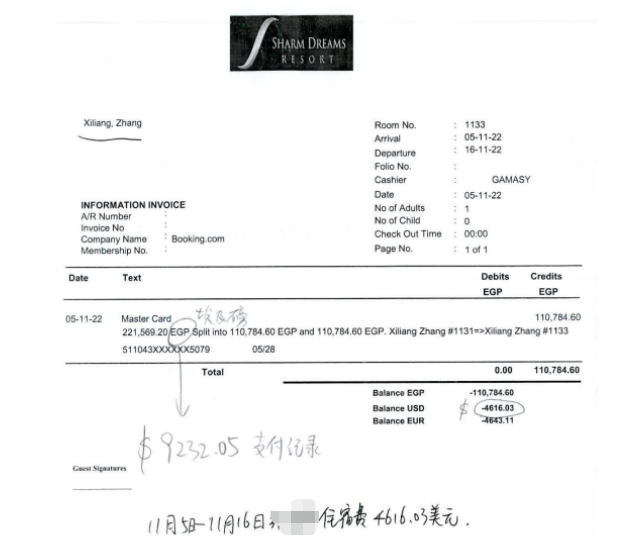 SHARM DREAMS
RESORT
Xiliang, Zhang
Room No. : 1133
Arrival : 05-11-22
Departure : 16-11-22
Folio No. :
Cashier : GAMASY
Date : 05-11-22
No of Adults : 1
No of Child : 0
Check Out Time : 00:00
Page No. : 1 of 1
INFORMATION INVOICE
A/R Number :
Invoice No :
Company Name : Booking.com
Membership No. :
Date Text Debits Credits
EGP EGP
埃及磅
05-11-22 Master Card 110,784.60
221,569.20 EGP Split into 110,784.60 EGP and 110,784.60 EGP. Xiliang Zhang #1131=>Xiliang Zhang #1133
511043XXXXXX5079 05/28
Total 0.00 110,784.60
Balance EGP -110,784.60
Balance USD $ -4616.03
Balance EUR -4643.11
$9232.05 支付记录
Guest Signatures
11月5日-11月16日 住宿费4616.03美元.